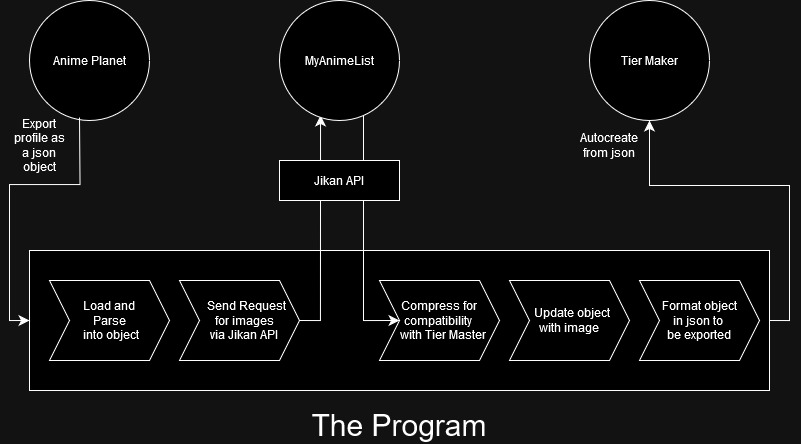 Anime Planet
MyAnimeList
Tier Maker
Export
profile as
a json
object
Autocreate
from json
Jikan API
Load and
Parse
into object
Send Request
for images
via Jikan API
Compress for
compatibility
with Tier Master
Update object
with image
Format object
in json to
be exported
The Program